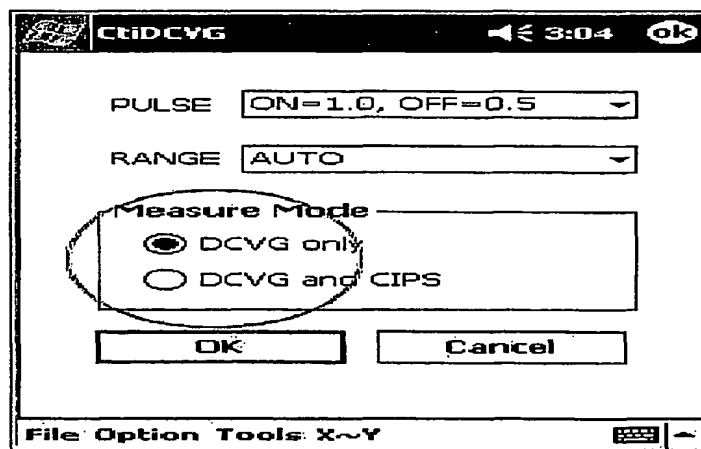 CtiDCVG 3:04 ok
PULSE ON=1.0, OFF=0.5
RANGE AUTO
Measure Mode
DCVG only
DCVG and CIPS
OK Cancel
File Option Tools X~Y